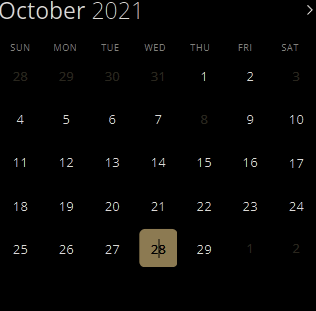 October 2021
SUN MON TUE WED THU FRI SAT
28 29 30 31 1 2 3
4 5 6 7 8 9 10
11 12 13 14 15 16 17
18 19 20 21 22 23 24
25 26 27 28 29 1 2